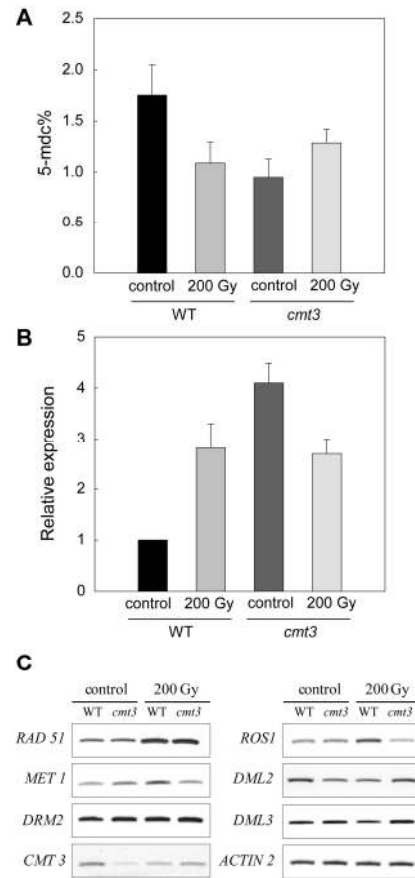 A
5-mdc%
2.5
2.0
1.5
1.0
0.5
0.0
control 200 Gy control 200 Gy
WT cmt3
B
Relative expression
5
4
3
2
1
0
control 200 Gy control 200 Gy
WT cmt3
C
control 200 Gy control 200 Gy
WT cmt3 WT cmt3 WT cmt3 WT cmt3
RAD 51 ROS1
MET 1 DML2
DRM2 DML3
CMT 3 ACTIN 2